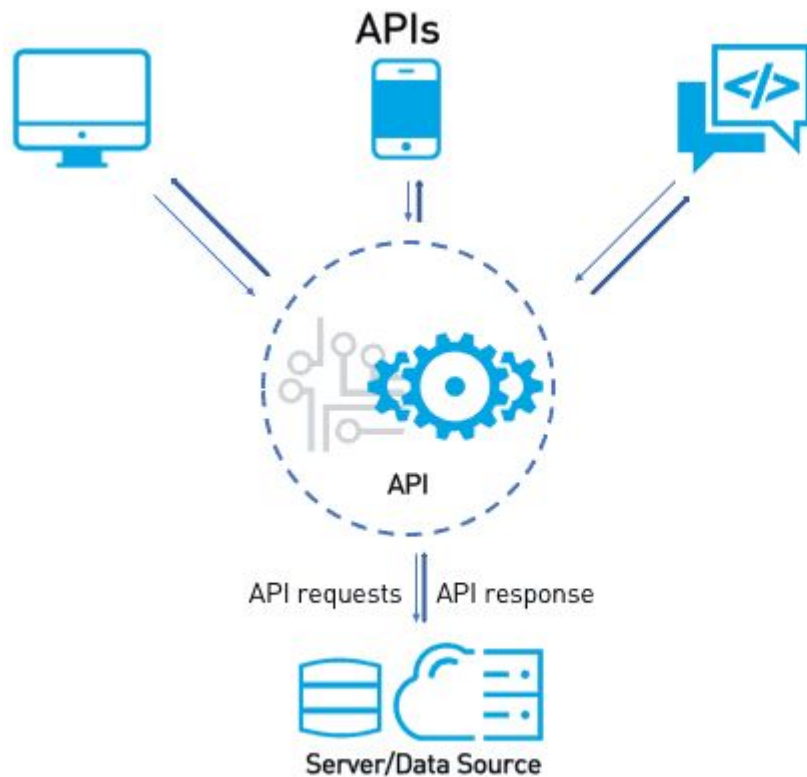 APIs
</>
API
API requests
API response
Server/Data Source